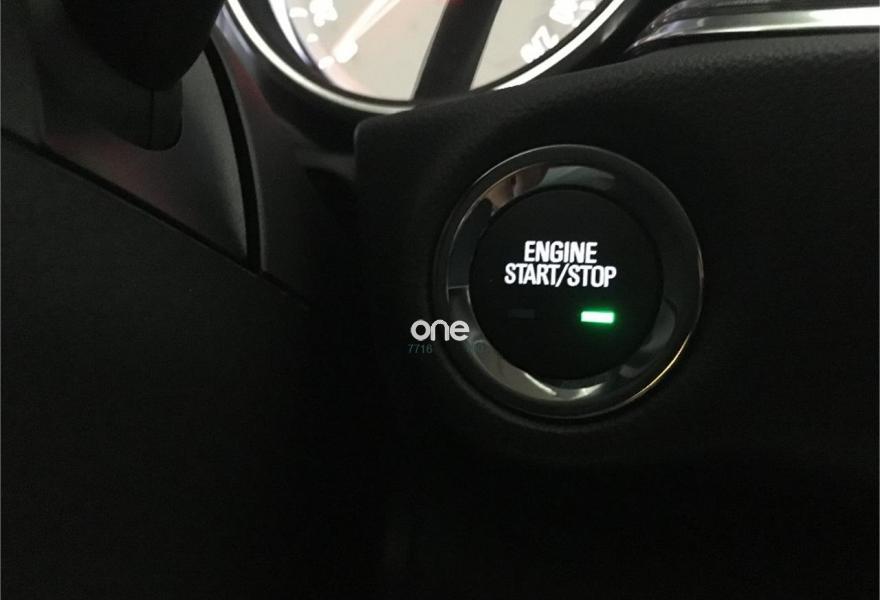 ENGINE
START/STOP
one
7716